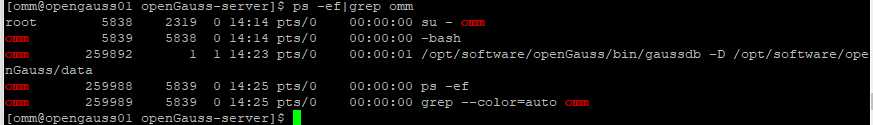 [omm@opengauss01 openGauss-server]$ ps -ef|grep omm
root        5838    2319  0 14:14 pts/0    00:00:00 su - omm
omm         5839    5838  0 14:14 pts/0    00:00:00 -bash
omm       259892       1  1 14:23 pts/0    00:00:01 /opt/software/openGauss/bin/gaussdb -D /opt/software/ope
nGauss/data
omm       259988    5839  0 14:25 pts/0    00:00:00 ps -ef
omm       259989    5839  0 14:25 pts/0    00:00:00 grep --color=auto omm
[omm@opengauss01 openGauss-server]$